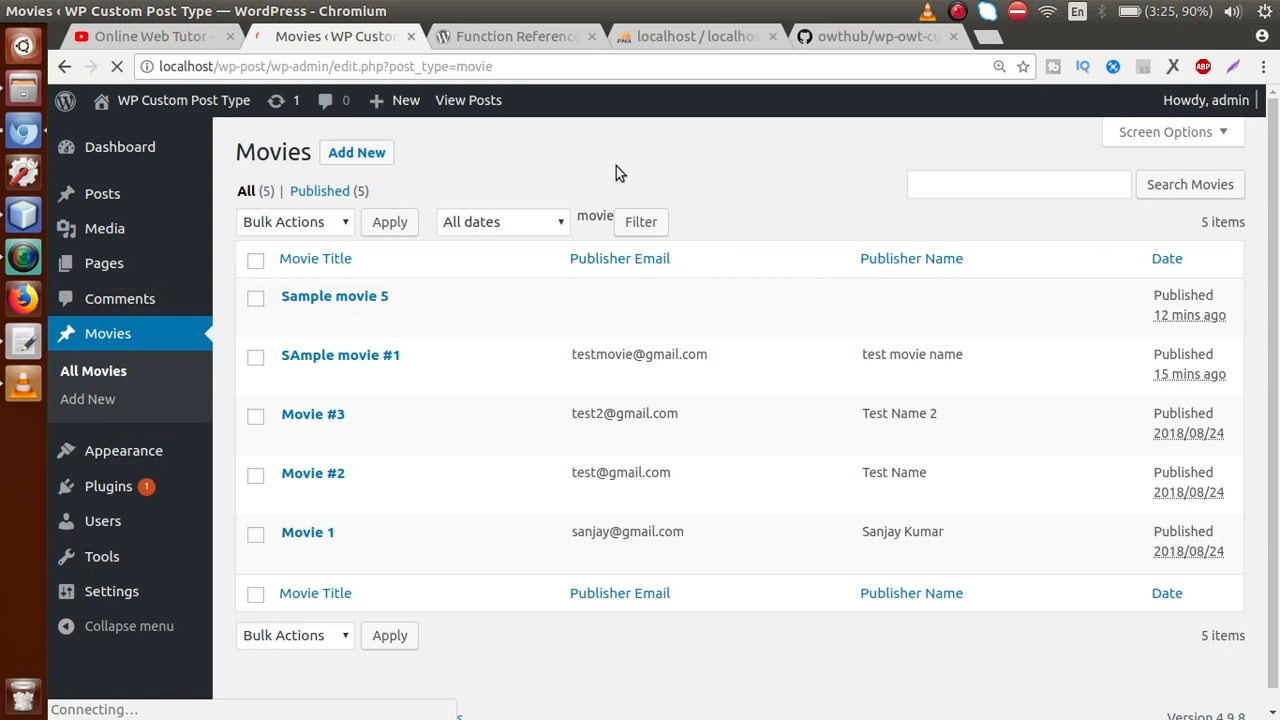 Movies ‹ WP Custom Post Type — WordPress - Chromium
En
(3:25, 90%)
Online Web Tutor -
Movies ‹ WP Custo
Function Reference
localhost / localhos
owthub/wp-owt-cu
localhost/wp-post/wp-admin/edit.php?post_type=movie
WP Custom Post Type
1
0
New
View Posts
Howdy, admin
Dashboard
Posts
Media
Pages
Comments
Movies
All Movies
Add New
Appearance
Plugins 1
Users
Tools
Settings
Collapse menu
Screen Options
Movies Add New
All (5) | Published (5)
Search Movies
Bulk Actions Apply All dates movie Filter 5 items
Movie Title Publisher Email Publisher Name Date
Sample movie 5 Published
12 mins ago
SAmple movie #1 testmovie@gmail.com test movie name Published
15 mins ago
Movie #3 test2@gmail.com Test Name 2 Published
2018/08/24
Movie #2 test@gmail.com Test Name Published
2018/08/24
Movie 1 sanjay@gmail.com Sanjay Kumar Published
2018/08/24
Movie Title Publisher Email Publisher Name Date
Bulk Actions Apply 5 items
Connecting...
Version 4.9.8